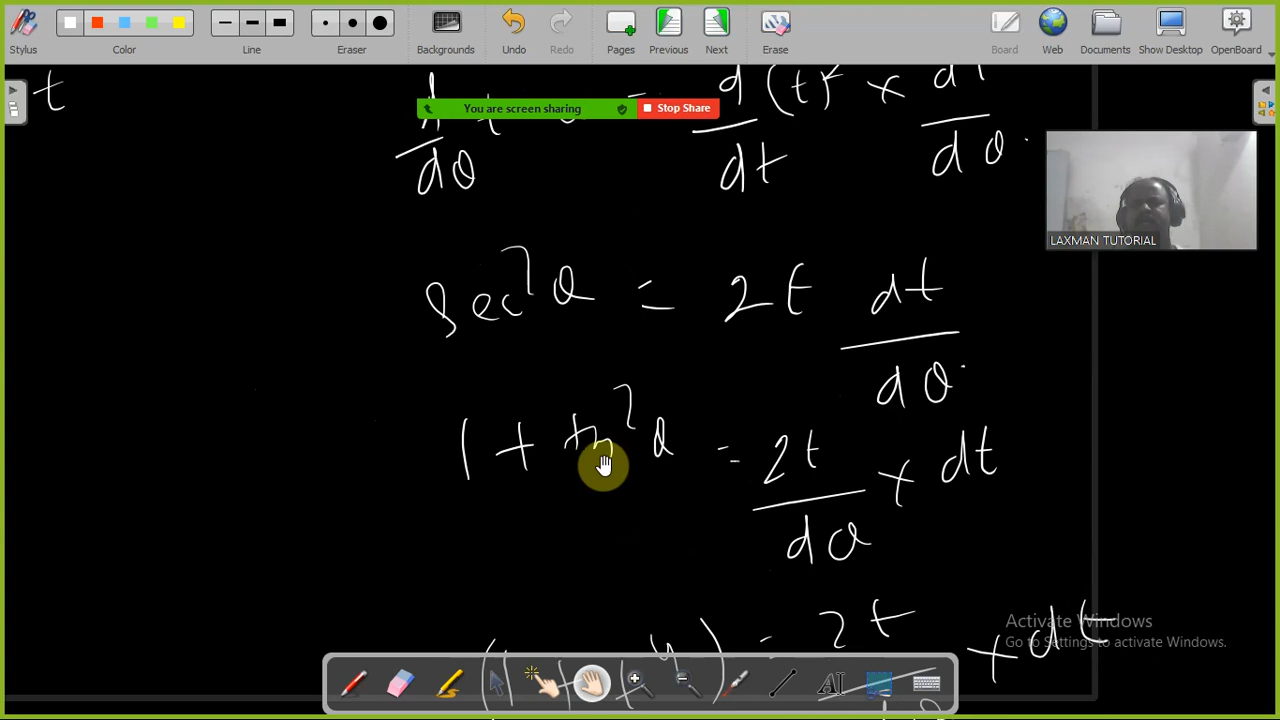 Stylus Color Line Eraser Backgrounds Undo Redo Pages Previous Next Erase Board Web Documents Show Desktop OpenBoard
You are screen sharing Stop Share
t
d/dθ = d/dt (t)² × dt/dθ
LAXMAN TUTORIAL
sec²θ = 2t dt/dθ
1 + tn²θ = 2t/dθ × dt
= 2t × dt
Activate Windows
Go to Settings to activate Windows.